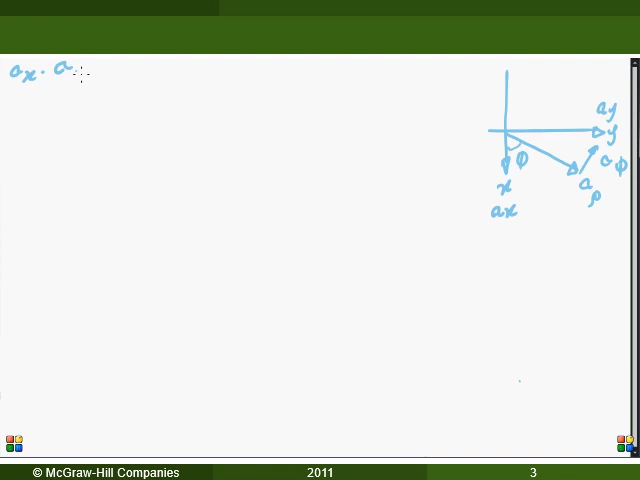 ax . a
ay
y
ϕ
aϕ
x
aρ
ax
© McGraw-Hill Companies
2011
3